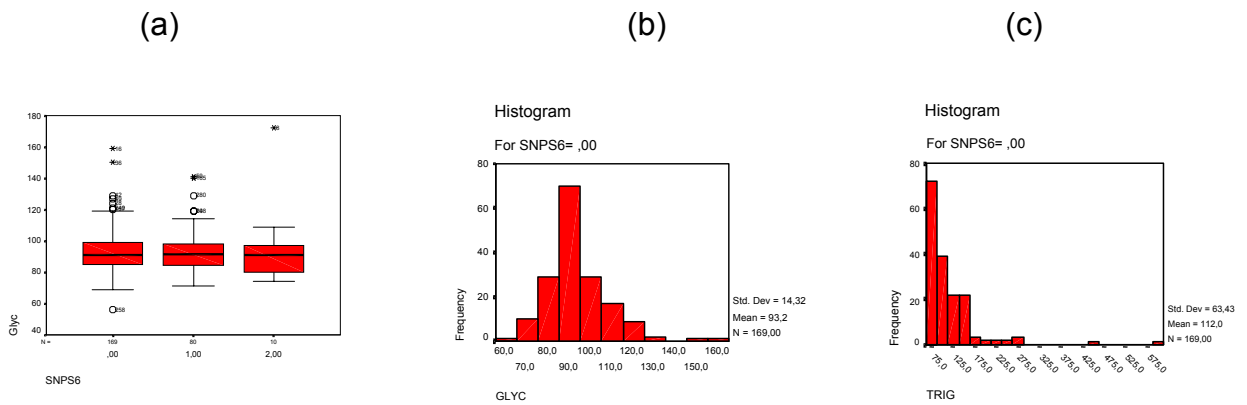 (a)
180
160
140
120
100
80
60
40
Glyc
N =
169
80
10
,00
1,00
2,00
SNPS6
16
36
280
258
(b)
Histogram
For SNPS6= ,00
80
60
40
20
0
Frequency
60,0
70,0
80,0
90,0
100,0
110,0
120,0
130,0
140,0
150,0
160,0
Std. Dev = 14,32
Mean = 93,2
N = 169,00
GLYC
(c)
Histogram
For SNPS6= ,00
80
60
40
20
0
Frequency
75,0
125,0
175,0
225,0
275,0
325,0
375,0
425,0
475,0
525,0
575,0
Std. Dev = 63,43
Mean = 112,0
N = 169,00
TRIG